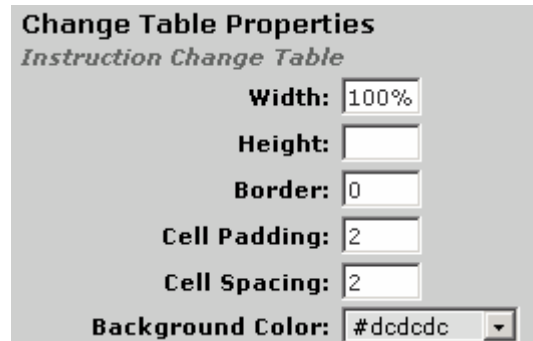 Change Table Properties
Instruction Change Table
Width: 100%
Height:
Border: 0
Cell Padding: 2
Cell Spacing: 2
Background Color: #dcdcdc